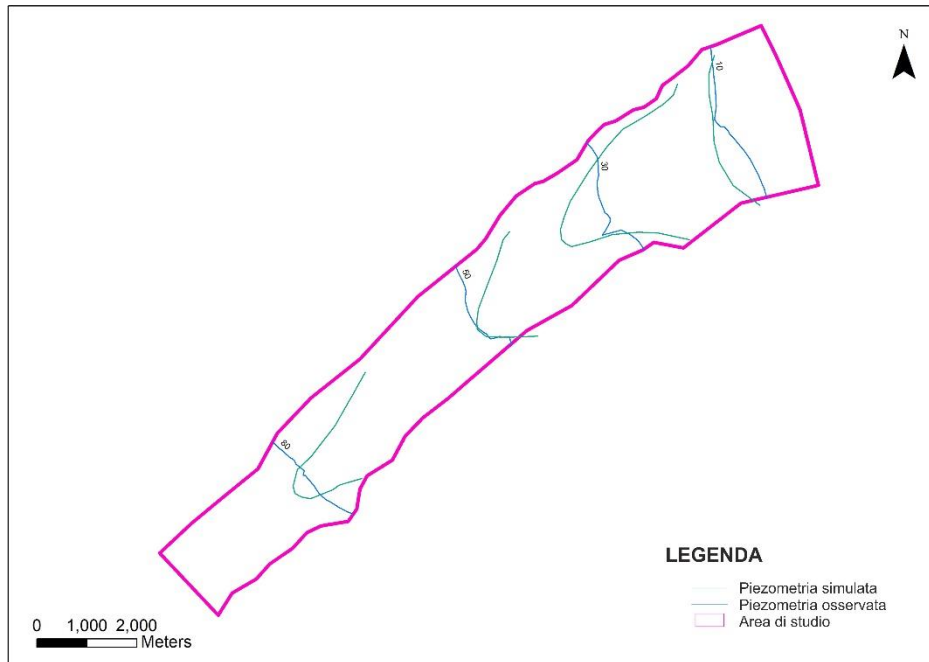 N
10
30
60
80
LEGENDA
Piezometria simulata
Piezometria osservata
Area di studio
0 1,000 2,000
Meters